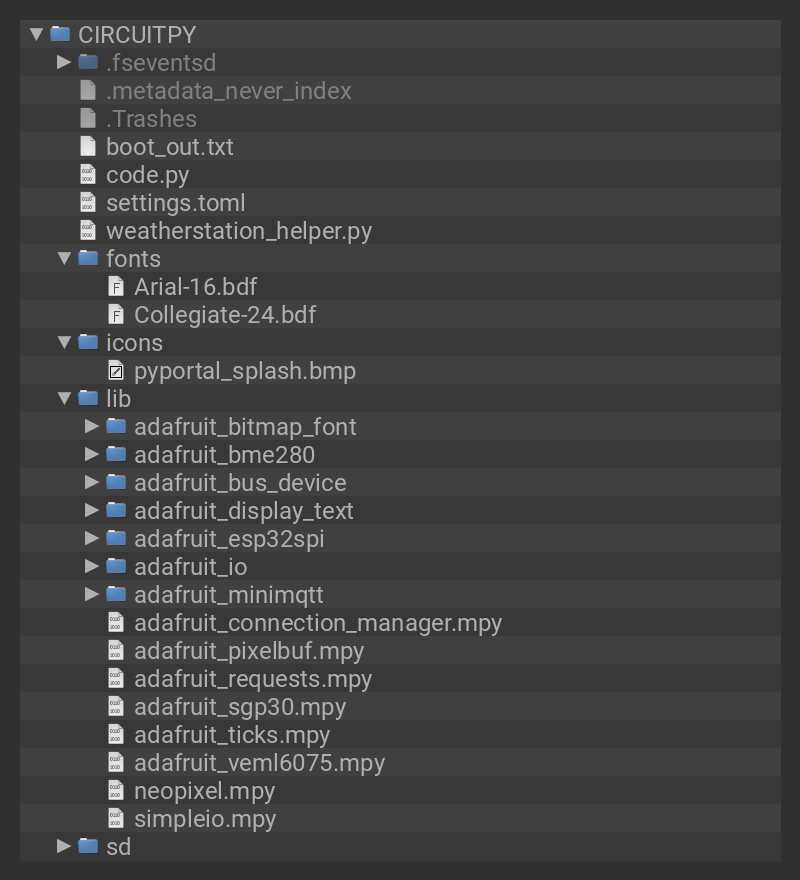 CIRCUITPY
.fseventsd
.metadata_never_index
.Trashes
boot_out.txt
code.py
settings.toml
weatherstation_helper.py
fonts
Arial-16.bdf
Collegiate-24.bdf
icons
pyportal_splash.bmp
lib
adafruit_bitmap_font
adafruit_bme280
adafruit_bus_device
adafruit_display_text
adafruit_esp32spi
adafruit_io
adafruit_minimqtt
adafruit_connection_manager.mpy
adafruit_pixelbuf.mpy
adafruit_requests.mpy
adafruit_sgp30.mpy
adafruit_ticks.mpy
adafruit_veml6075.mpy
neopixel.mpy
simpleio.mpy
sd